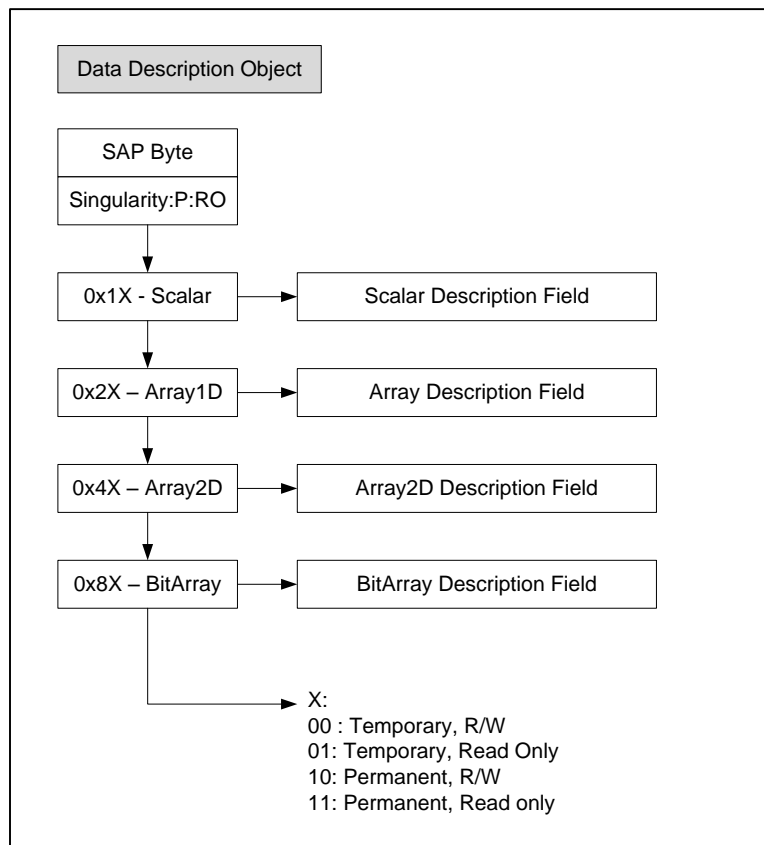 Data Description Object
SAP Byte
Singularity:P:RO
0x1X - Scalar
Scalar Description Field
0x2X – Array1D
Array Description Field
0x4X – Array2D
Array2D Description Field
0x8X – BitArray
BitArray Description Field
X:
00 : Temporary, R/W
01: Temporary, Read Only
10: Permanent, R/W
11: Permanent, Read only